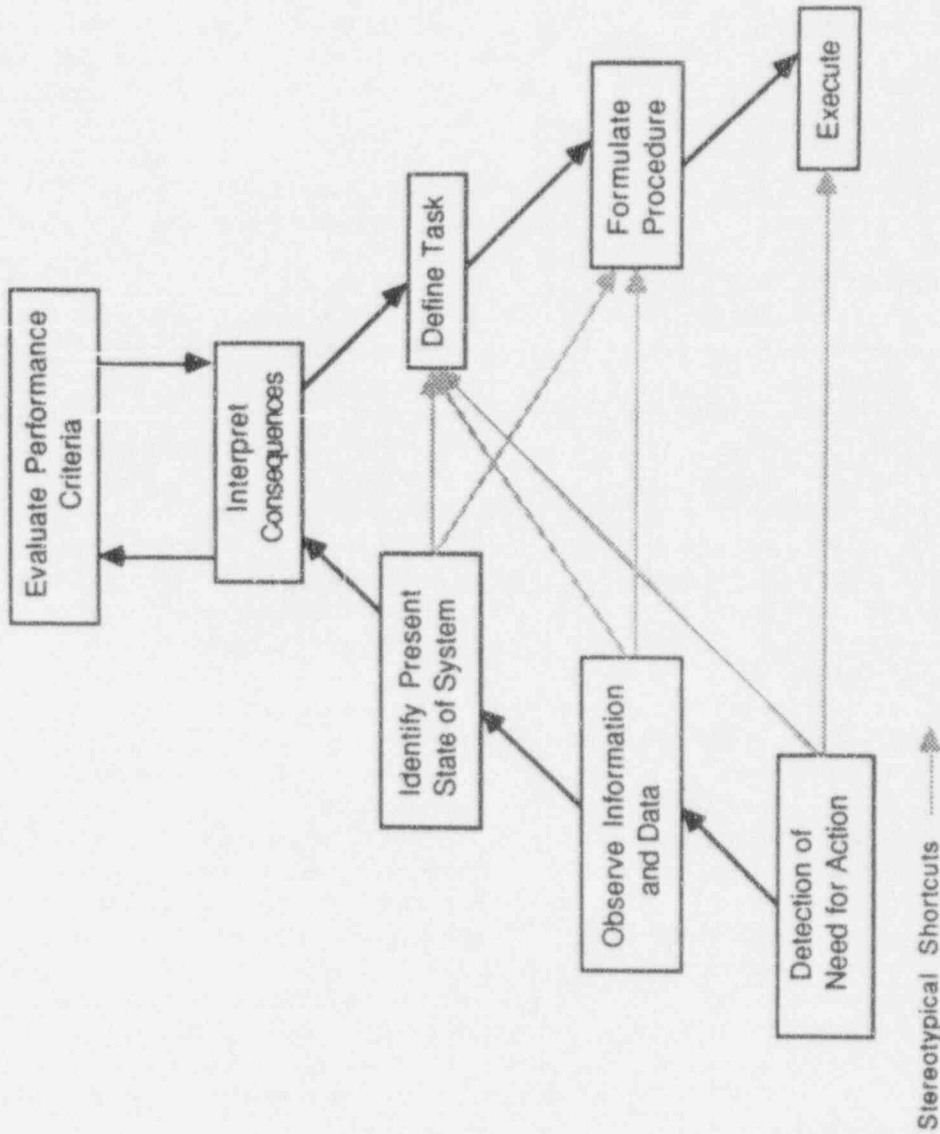 Evaluate Performance
Criteria
Interpret
Consequences
Identify Present
State of System
Define Task
Observe Information
and Data
Formulate
Procedure
Detection of
Need for Action
Execute
Stereotypical Shortcuts